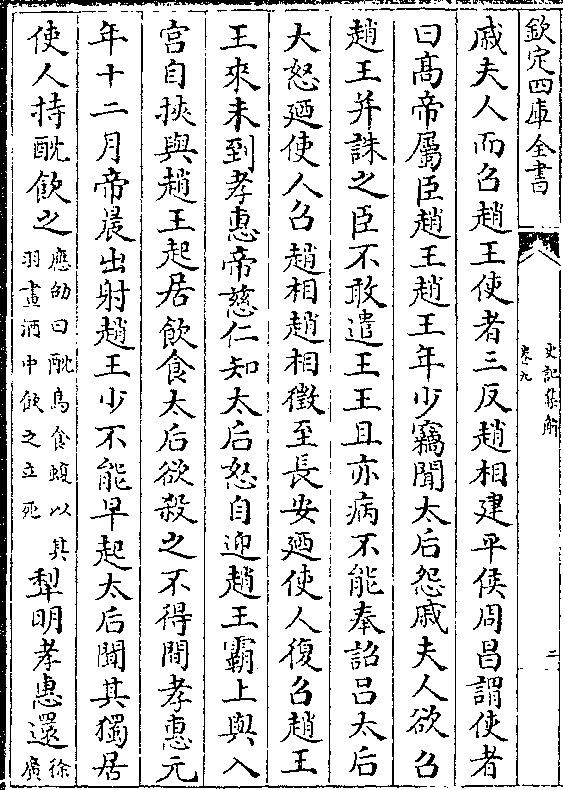 欽定四庫全書
史記集解
卷九
二
戚夫人而召趙王使者三反趙相建平侯周昌謂使者
曰髙帝屬臣趙王趙王年少竊聞太后怨戚夫人欲召
趙王并誅之臣不敢遣王王且亦病不能奉詔吕太后
大怒廼使人召趙相趙相徵至長安廼使人復召趙王
王來未到孝惠帝慈仁知太后怒自迎趙王霸上與入
宫自挾與趙王起居飲食太后欲殺之不得間孝惠元
年十二月帝晨出射趙王少不能早起太后聞其獨居
使人持酖飲之應劭曰酖鳥食蝮以其羽畫酒中飲之立死犂明孝惠還徐廣